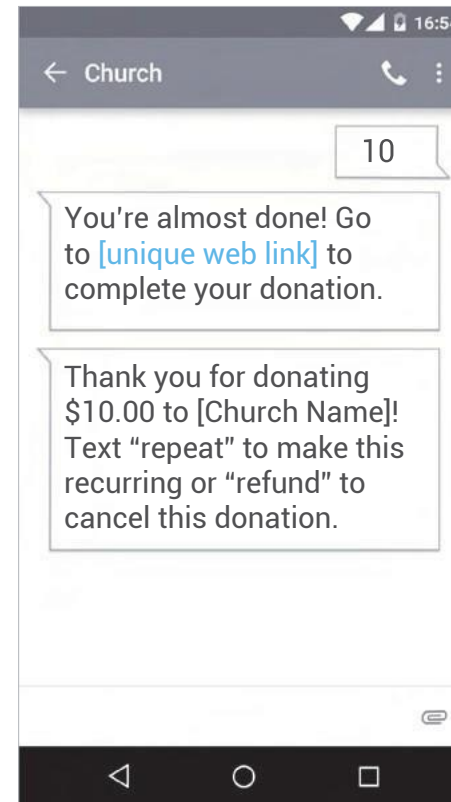 16:54
Church
10
You're almost done! Go
to [unique web link] to
complete your donation.
Thank you for donating
$10.00 to [Church Name]!
Text “repeat” to make this
recurring or “refund” to
cancel this donation.